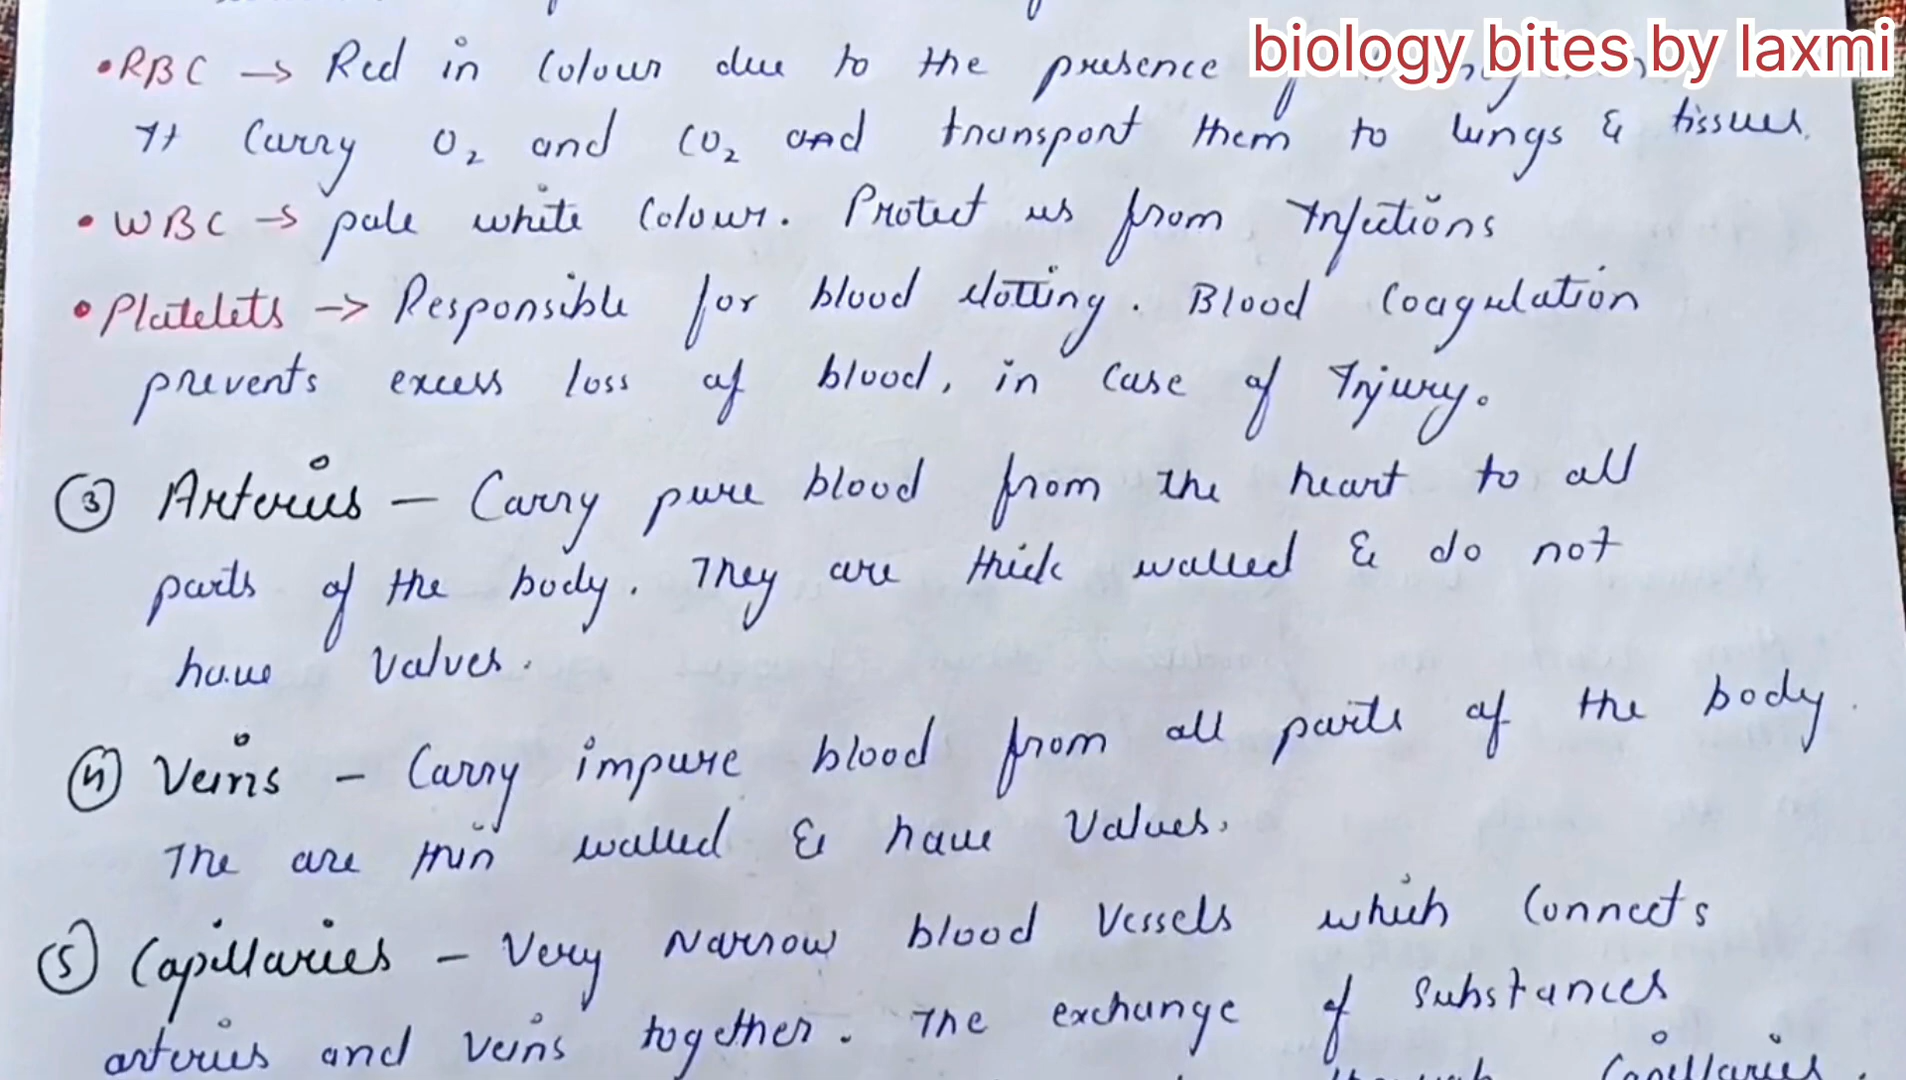 biology bites by laxmi
• RBC → Red in Colour due to the presence
It Carry O₂ and CO₂ and transport them to lungs & tissues.
• WBC → pale white Colour. Protect us from Infections
• Platelets → Responsible for blood clotting. Blood Coagulation
prevents excess loss of blood, in case of Injury.
③ Arteries – Carry pure blood from the heart to all
parts of the body. They are thick walled & do not
have Valves.
④ Veins – Carry impure blood from all parts of the body.
The are thin walled & have Valves.
⑤ Capillaries – Very Narrow blood Vessels which Connects
arteries and Veins together. The exchange of Substances
through Capillaries.